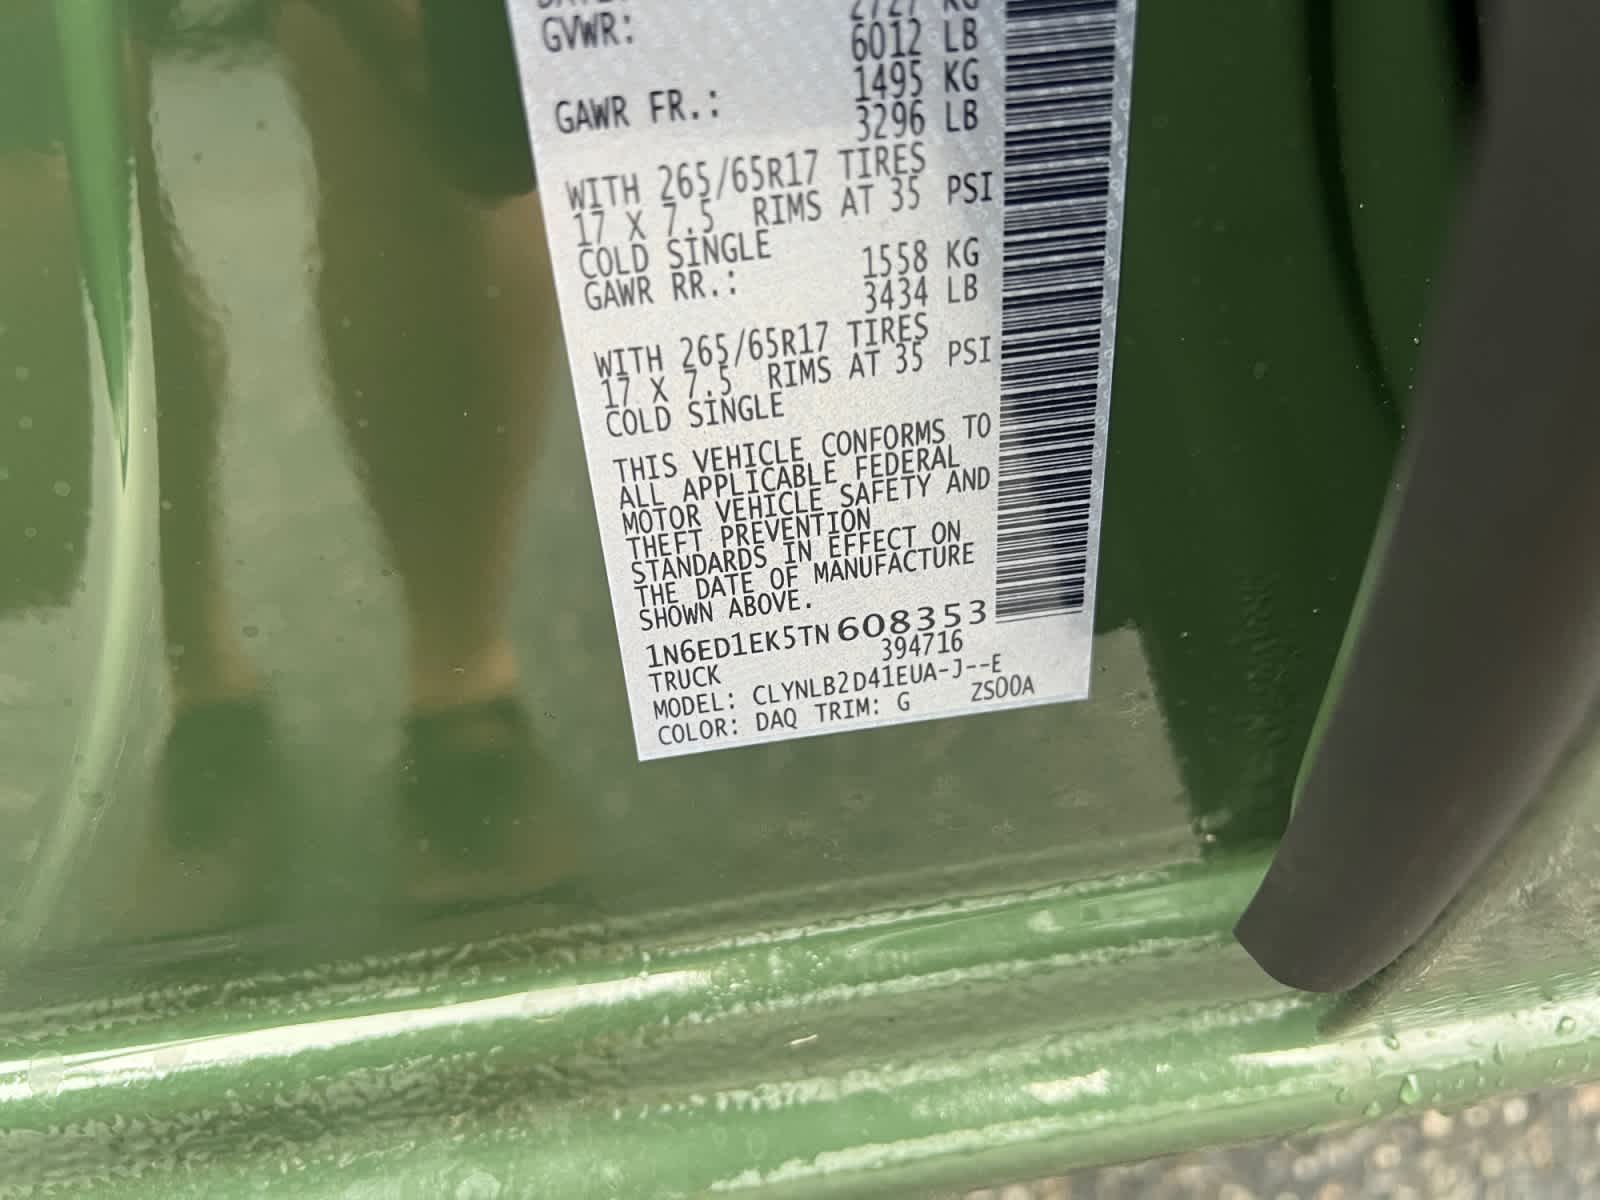 DATE:
GVWR: 2727 KG
6012 LB
GAWR FR.: 1495 KG
3296 LB
WITH 265/65R17 TIRES
17 X 7.5 RIMS AT 35 PSI
COLD SINGLE
GAWR RR.: 1558 KG
3434 LB
WITH 265/65R17 TIRES
17 X 7.5 RIMS AT 35 PSI
COLD SINGLE
THIS VEHICLE CONFORMS TO
ALL APPLICABLE FEDERAL
MOTOR VEHICLE SAFETY AND
THEFT PREVENTION
STANDARDS IN EFFECT ON
THE DATE OF MANUFACTURE
SHOWN ABOVE.
1N6ED1EK5TN608353
TRUCK 394716
MODEL: CLYNLB2D41EUA-J--E
COLOR: DAQ TRIM: G ZS00A